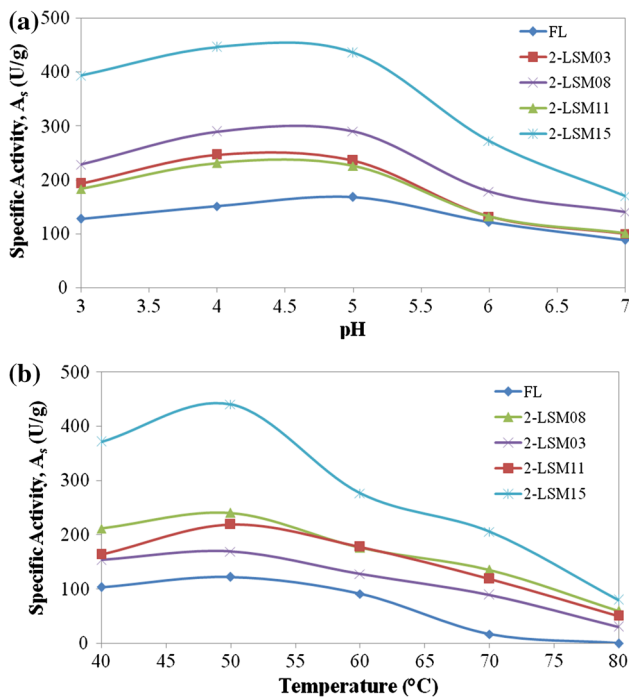 (a)
500
400
300
200
100
0
Specific Activity, As (U/g)
3 3.5 4 4.5 5 5.5 6 6.5 7
pH
FL
2-LSM03
2-LSM08
2-LSM11
2-LSM15
(b)
500
400
300
200
100
0
Specific Activity, As (U/g)
40 45 50 55 60 65 70 75 80
Temperature (°C)
FL
2-LSM08
2-LSM03
2-LSM11
2-LSM15